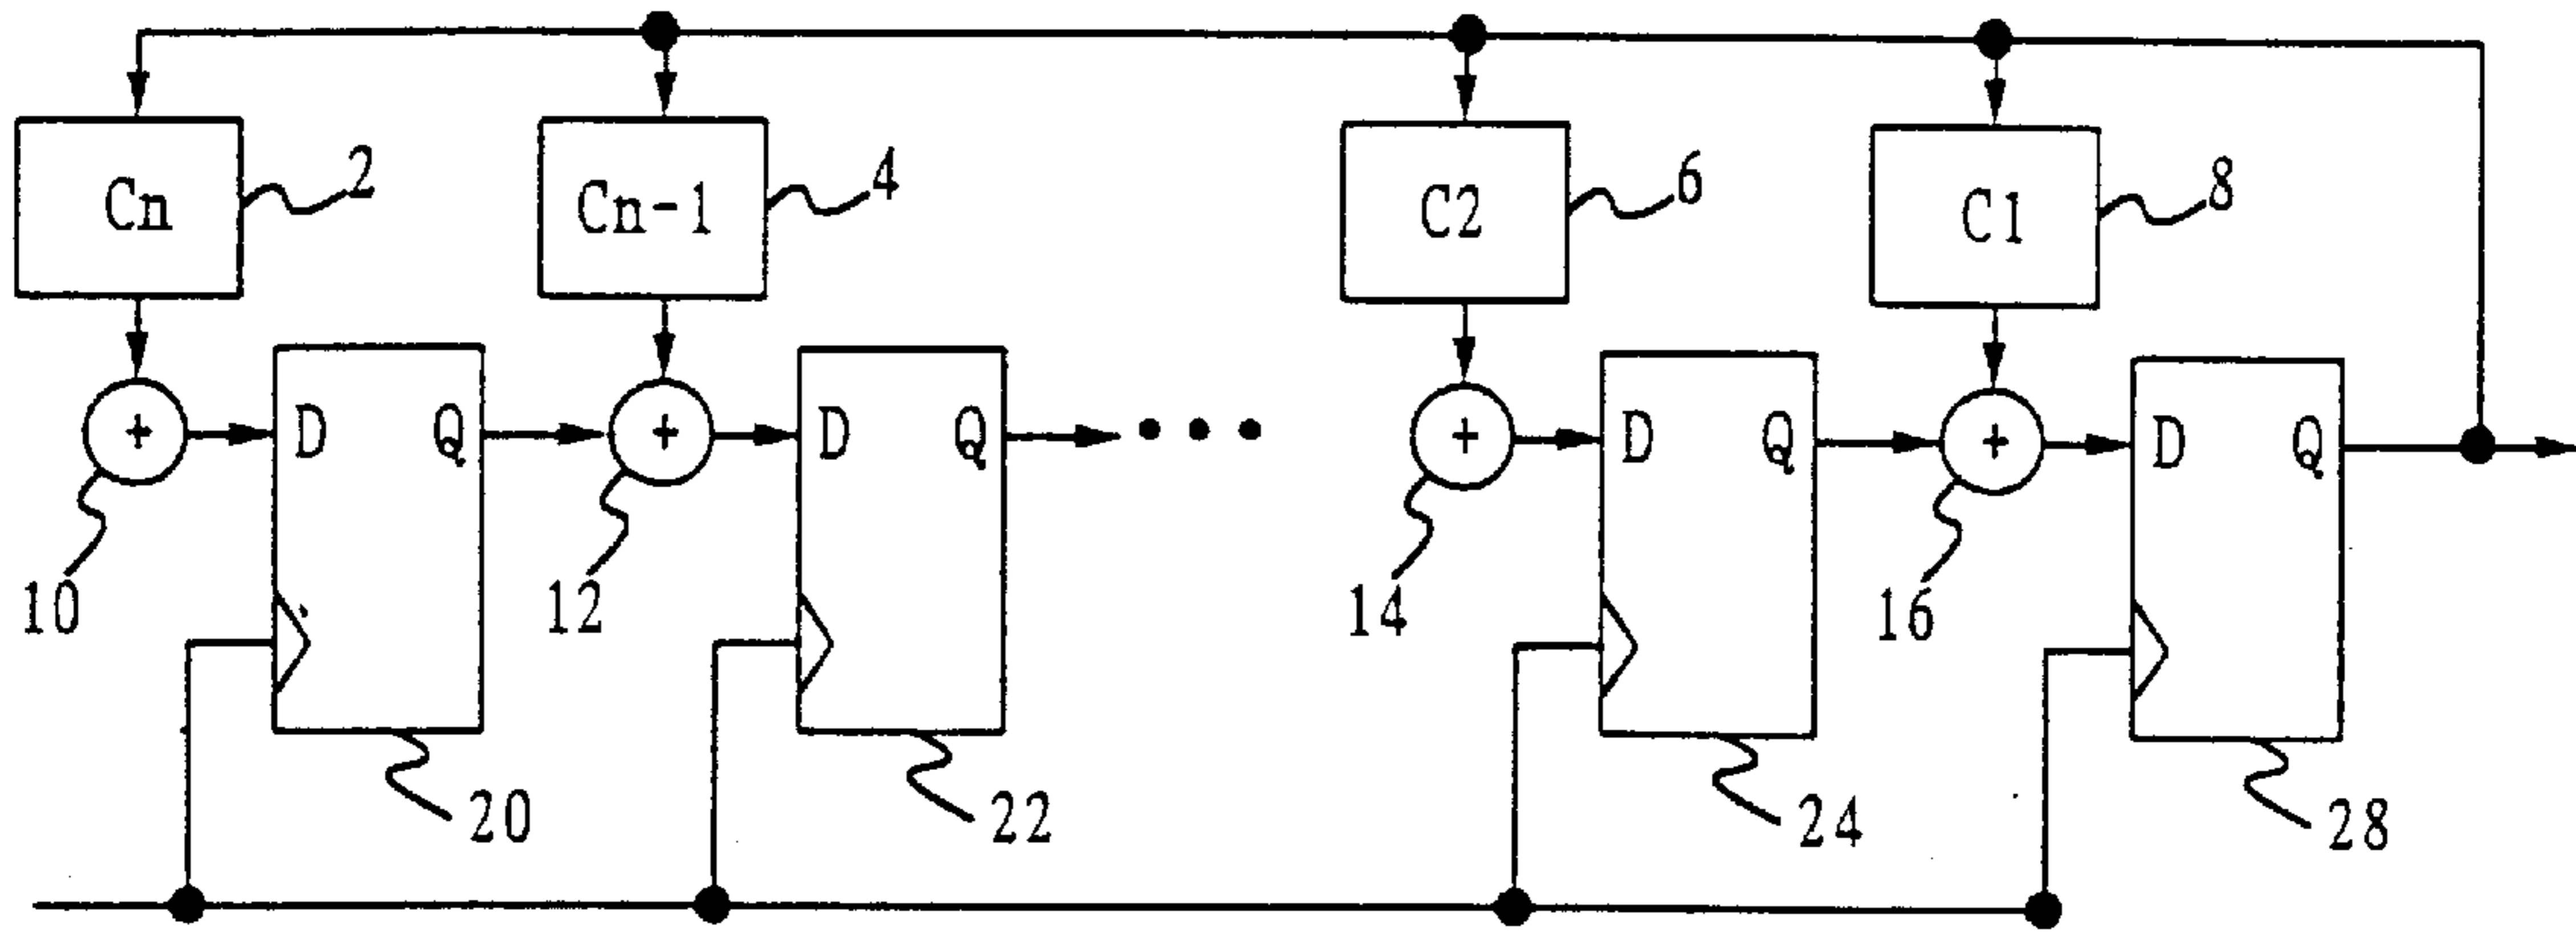 Cn 2 Cn-1 4 C2 6 C1 8
+ D Q + D Q ••• + D Q + D Q
10 12 14 16
20 22 24 28